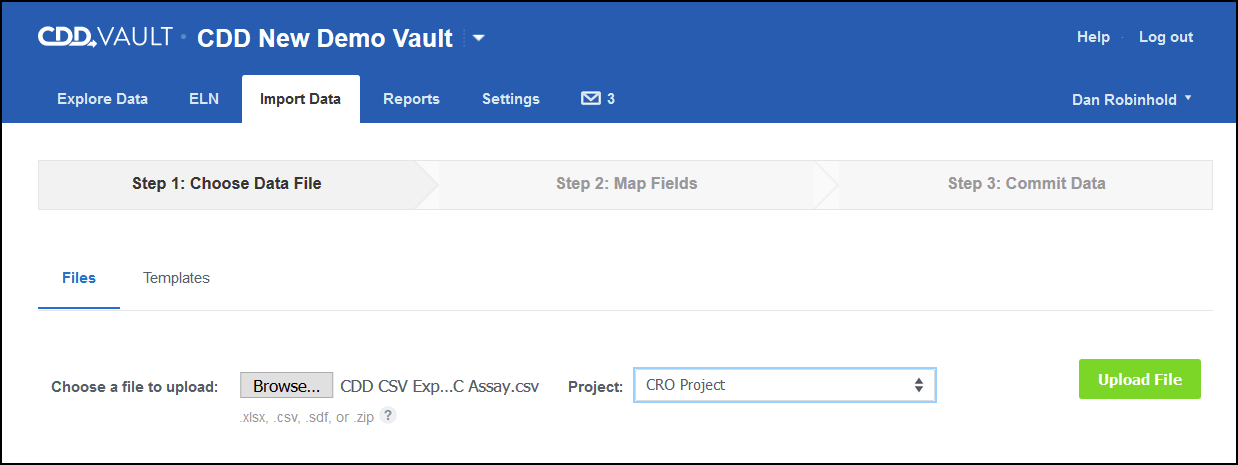 CDD VAULT • CDD New Demo Vault
Help · Log out
Explore Data ELN Import Data Reports Settings 3 Dan Robinhold
Step 1: Choose Data File Step 2: Map Fields Step 3: Commit Data
Files Templates
Choose a file to upload: Browse... CDD CSV Exp...C Assay.csv Project: CRO Project Upload File
.xlsx, .csv, .sdf, or .zip ?